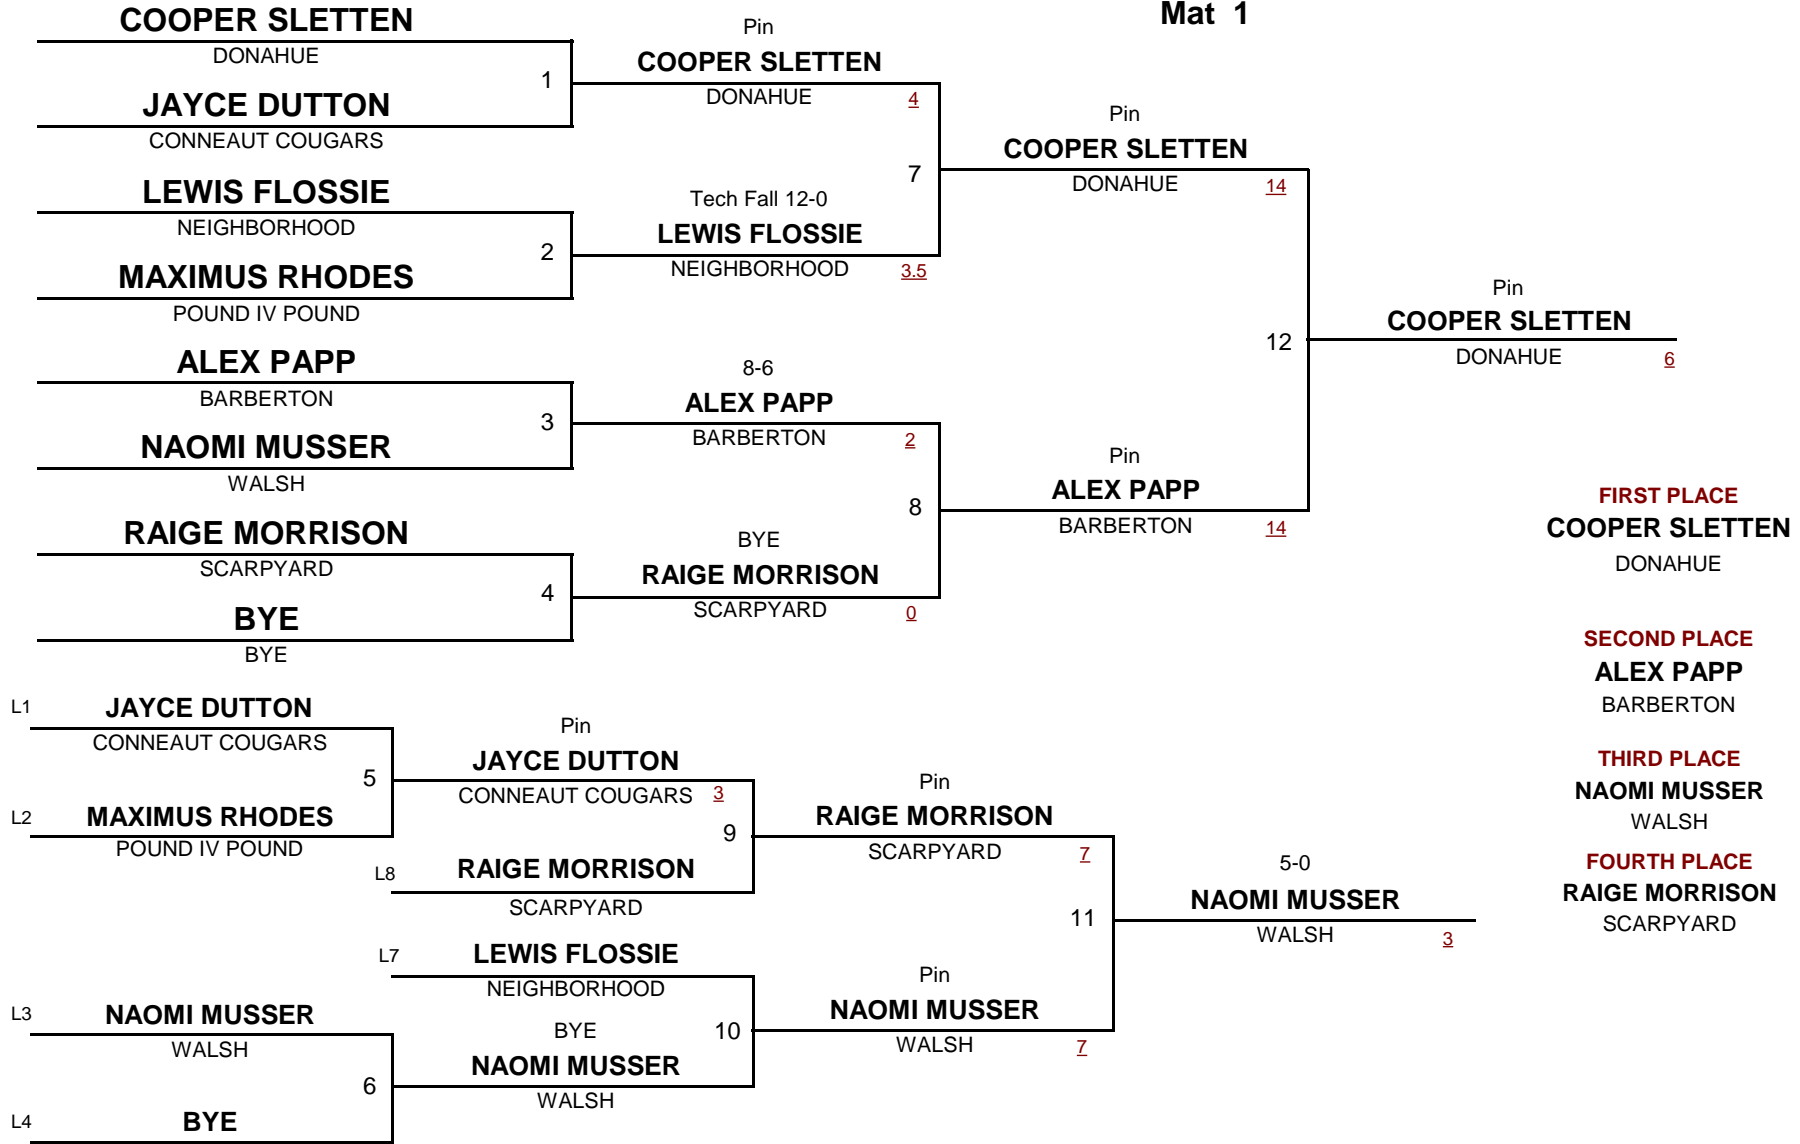 Mat 1
COOPER SLETTEN
DONAHUE
1
JAYCE DUTTON
CONNEAUT COUGARS
LEWIS FLOSSIE
NEIGHBORHOOD
2
MAXIMUS RHODES
POUND IV POUND
ALEX PAPP
BARBERTON
3
NAOMI MUSSER
WALSH
RAIGE MORRISON
SCARPYARD
4
BYE
BYE
Pin
COOPER SLETTEN
DONAHUE 4
7
Tech Fall 12-0
LEWIS FLOSSIE
NEIGHBORHOOD 3.5
8-6
ALEX PAPP
BARBERTON 2
8
BYE
RAIGE MORRISON
SCARPYARD 0
Pin
COOPER SLETTEN
DONAHUE 14
12
Pin
ALEX PAPP
BARBERTON 14
Pin
COOPER SLETTEN
DONAHUE 6
FIRST PLACE
COOPER SLETTEN
DONAHUE
SECOND PLACE
ALEX PAPP
BARBERTON
THIRD PLACE
NAOMI MUSSER
WALSH
FOURTH PLACE
RAIGE MORRISON
SCARPYARD
L1 JAYCE DUTTON
CONNEAUT COUGARS
5
L2 MAXIMUS RHODES
POUND IV POUND
Pin
JAYCE DUTTON
CONNEAUT COUGARS 3
9
L8 RAIGE MORRISON
SCARPYARD
L7 LEWIS FLOSSIE
NEIGHBORHOOD
10
BYE
NAOMI MUSSER
WALSH
L3 NAOMI MUSSER
WALSH
6
L4 BYE
Pin
RAIGE MORRISON
SCARPYARD 7
11
Pin
NAOMI MUSSER
WALSH 7
5-0
NAOMI MUSSER
WALSH 3